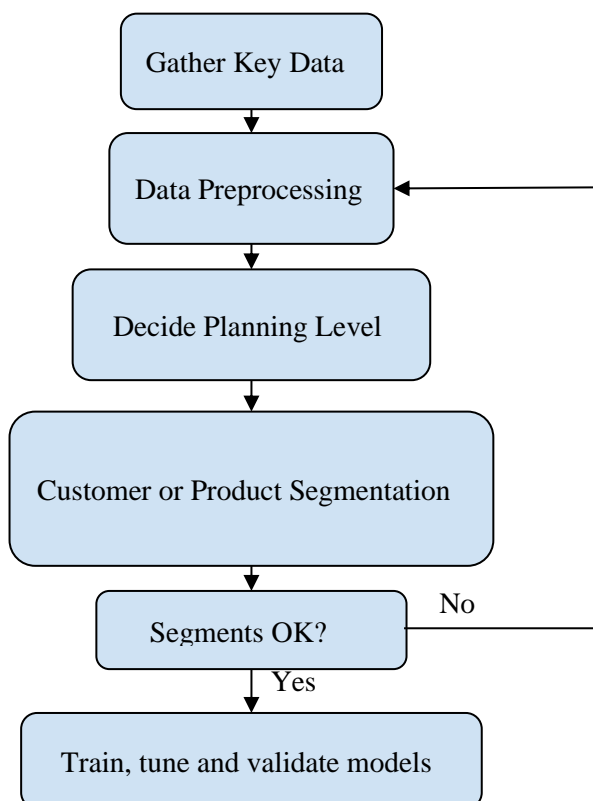 Gather Key Data
Data Preprocessing
Decide Planning Level
Customer or Product Segmentation
No
Segments OK?
Yes
Train, tune and validate models